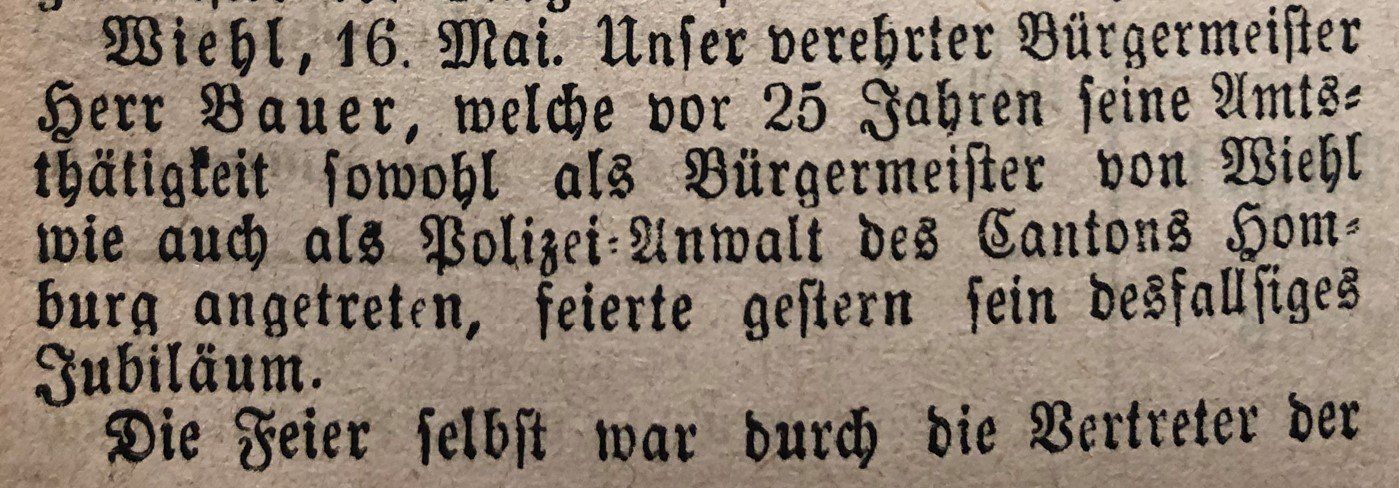 Wiehl, 16. Mai. Unser verehrter Bürgermeister
Herr Bauer, welche vor 25 Jahren seine Amts-
thätigkeit sowohl als Bürgermeister von Wiehl
wie auch als Polizei-Anwalt des Cantons Hom-
burg angetreten, feierte gestern sein desfallsiges
Jubiläum.
Die Feier selbst war durch die Vertreter der